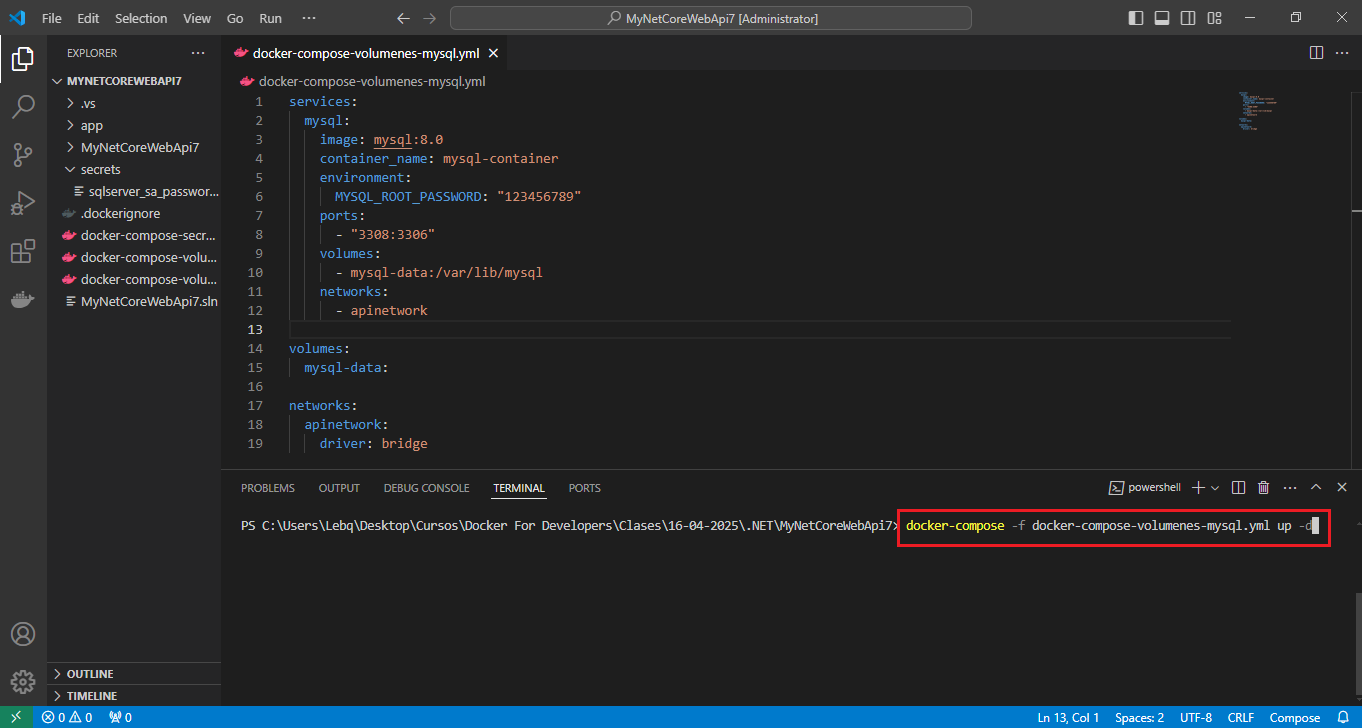 File Edit Selection View Go Run ··· MyNetCoreWebApi7 [Administrator]
EXPLORER ···
MYNETCOREWEBAPI7
.vs
app
MyNetCoreWebApi7
secrets
sqlserver_sa_passwor...
.dockerignore
docker-compose-secr...
docker-compose-volu...
docker-compose-volu...
MyNetCoreWebApi7.sln
OUTLINE
TIMELINE
docker-compose-volumenes-mysql.yml
docker-compose-volumenes-mysql.yml
1 services:
2 mysql:
3 image: mysql:8.0
4 container_name: mysql-container
5 environment:
6 MYSQL_ROOT_PASSWORD: "123456789"
7 ports:
8 - "3308:3306"
9 volumes:
10 - mysql-data:/var/lib/mysql
11 networks:
12 - apinetwork
13
14 volumes:
15 mysql-data:
16
17 networks:
18 apinetwork:
19 driver: bridge
PROBLEMS OUTPUT DEBUG CONSOLE TERMINAL PORTS powershell
PS C:\Users\Lebq\Desktop\Cursos\Docker For Developers\Clases\16-04-2025\.NET\MyNetCoreWebApi7> docker-compose -f docker-compose-volumenes-mysql.yml up -d
0 0 0 Ln 13, Col 1 Spaces: 2 UTF-8 CRLF Compose